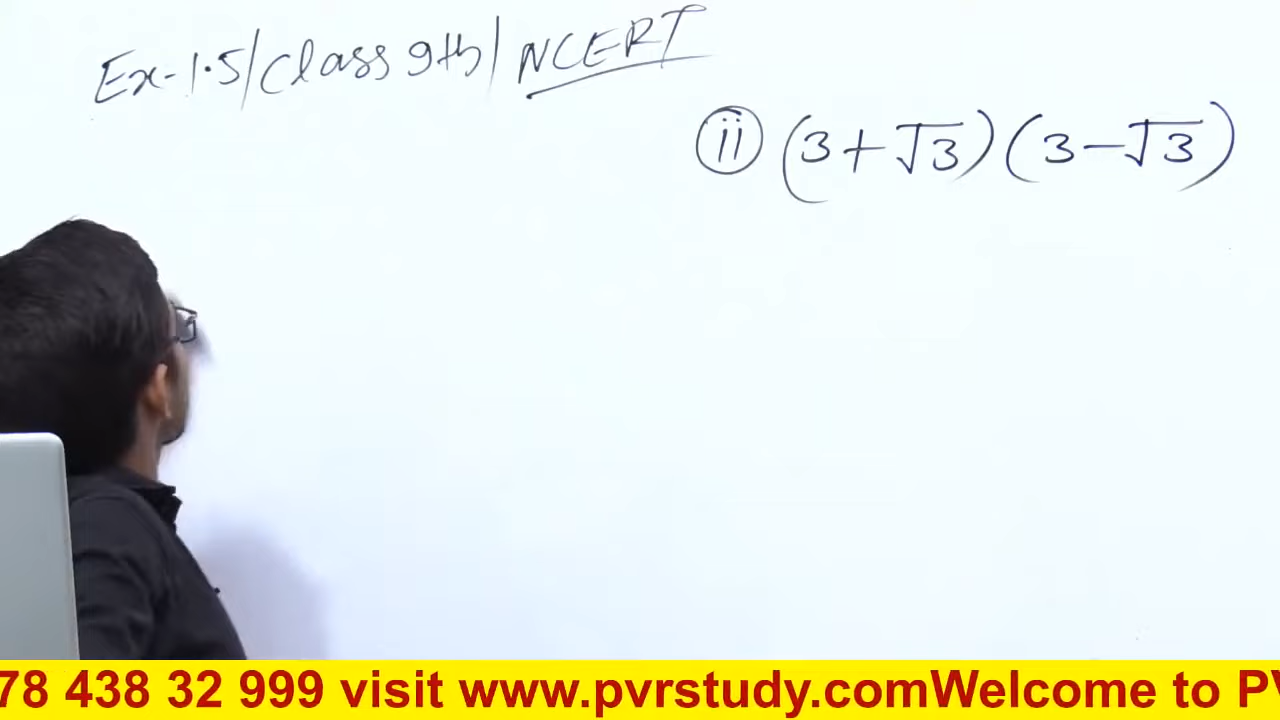 Ex-1.5/Class 9th/NCERT
(ii) (3+√3)(3-√3)
78 438 32 999 visit www.pvrstudy.comWelcome to PV